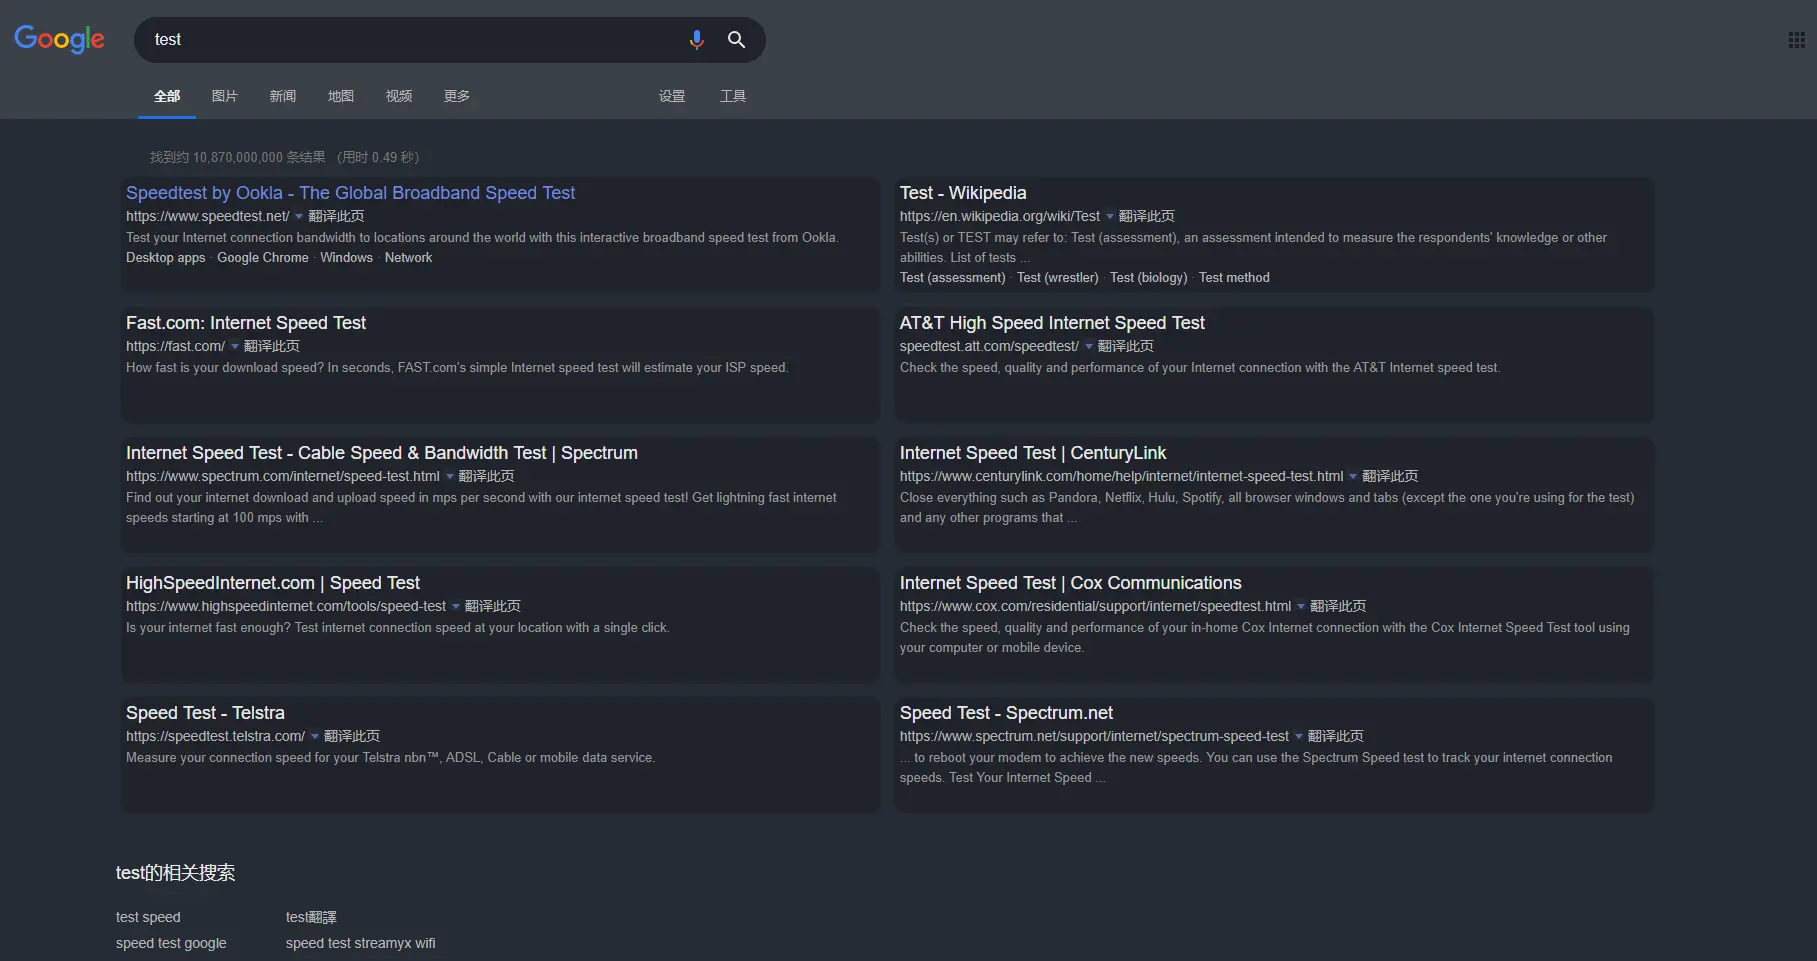 Google
test
全部 图片 新闻 地图 视频 更多 设置 工具
找到约 10,870,000,000 条结果 （用时 0.49 秒）
Speedtest by Ookla - The Global Broadband Speed Test
https://www.speedtest.net/ 翻译此页
Test your Internet connection bandwidth to locations around the world with this interactive broadband speed test from Ookla.
Desktop apps · Google Chrome · Windows · Network
Test - Wikipedia
https://en.wikipedia.org/wiki/Test 翻译此页
Test(s) or TEST may refer to: Test (assessment), an assessment intended to measure the respondents' knowledge or other
abilities. List of tests ...
Test (assessment) · Test (wrestler) · Test (biology) · Test method
Fast.com: Internet Speed Test
https://fast.com/ 翻译此页
How fast is your download speed? In seconds, FAST.com's simple Internet speed test will estimate your ISP speed.
AT&T High Speed Internet Speed Test
speedtest.att.com/speedtest/ 翻译此页
Check the speed, quality and performance of your Internet connection with the AT&T Internet speed test.
Internet Speed Test - Cable Speed & Bandwidth Test | Spectrum
https://www.spectrum.com/internet/speed-test.html 翻译此页
Find out your internet download and upload speed in mps per second with our internet speed test! Get lightning fast internet
speeds starting at 100 mps with ...
Internet Speed Test | CenturyLink
https://www.centurylink.com/home/help/internet/internet-speed-test.html 翻译此页
Close everything such as Pandora, Netflix, Hulu, Spotify, all browser windows and tabs (except the one you're using for the test)
and any other programs that ...
HighSpeedInternet.com | Speed Test
https://www.highspeedinternet.com/tools/speed-test 翻译此页
Is your internet fast enough? Test internet connection speed at your location with a single click.
Internet Speed Test | Cox Communications
https://www.cox.com/residential/support/internet/speedtest.html 翻译此页
Check the speed, quality and performance of your in-home Cox Internet connection with the Cox Internet Speed Test tool using
your computer or mobile device.
Speed Test - Telstra
https://speedtest.telstra.com/ 翻译此页
Measure your connection speed for your Telstra nbn™, ADSL, Cable or mobile data service.
Speed Test - Spectrum.net
https://www.spectrum.net/support/internet/spectrum-speed-test 翻译此页
... to reboot your modem to achieve the new speeds. You can use the Spectrum Speed test to track your internet connection
speeds. Test Your Internet Speed ...
test的相关搜索
test speed test翻譯
speed test google speed test streamyx wifi